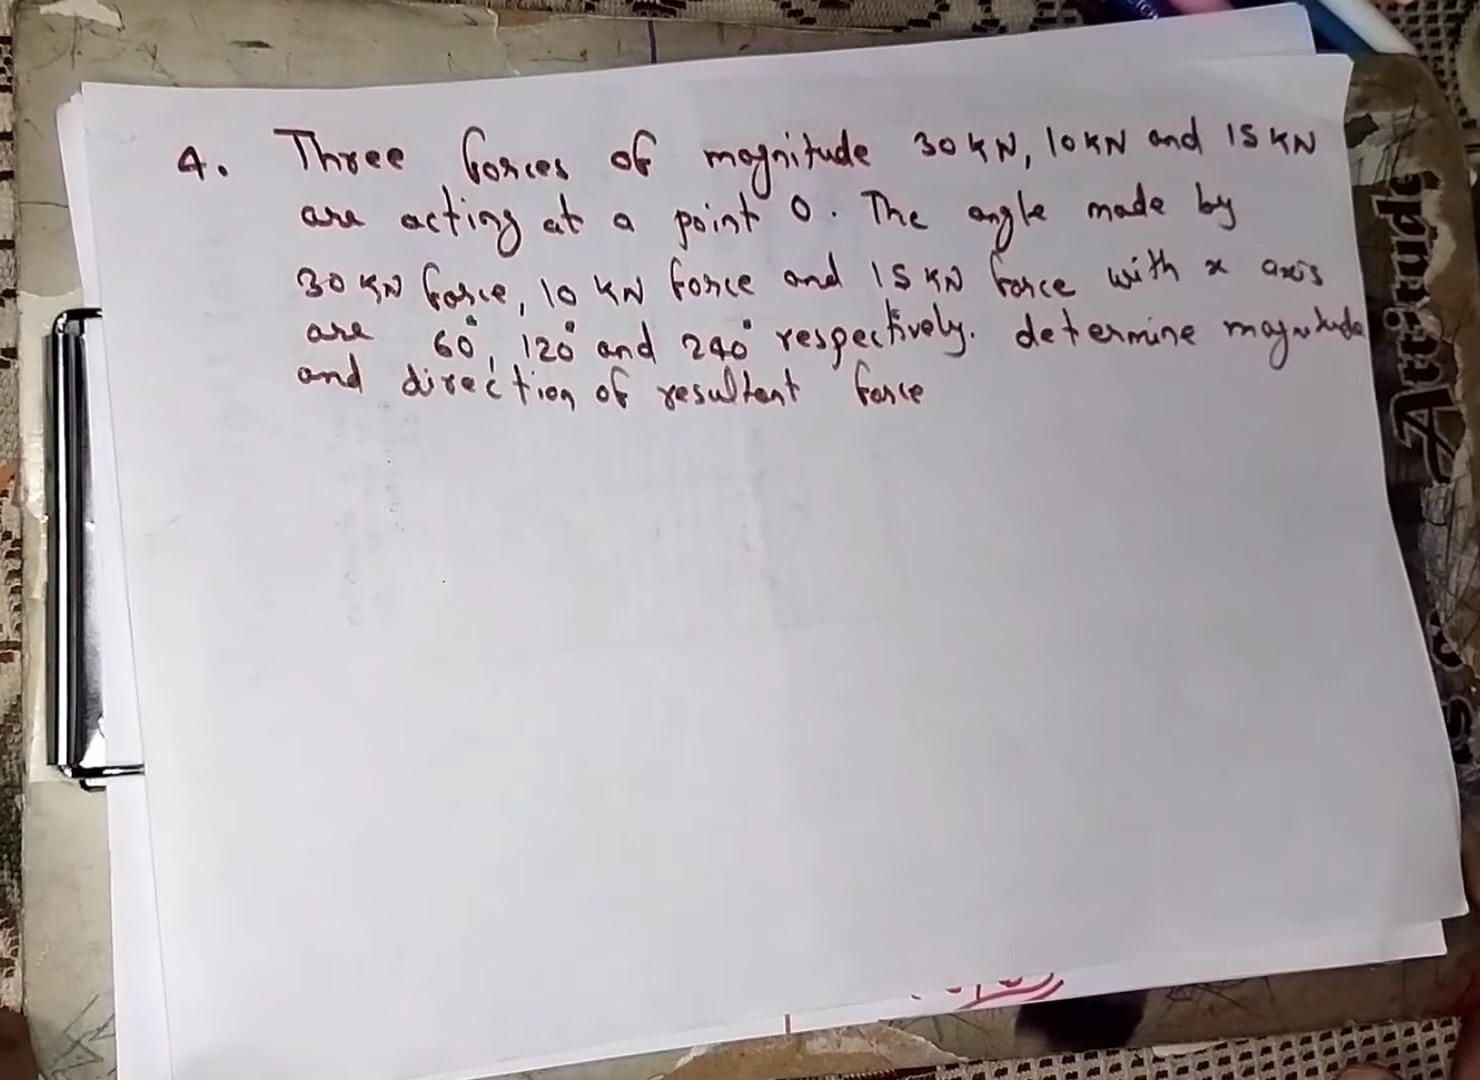 4. Three forces of magnitude 30 KN, 10 KN and 15 KN
are acting at a point O. The angle made by
30 KN force, 10 KN force and 15 KN force with x axis
are 60°, 120° and 240° respectively. determine magnitude
and direction of resultant force
Attitude